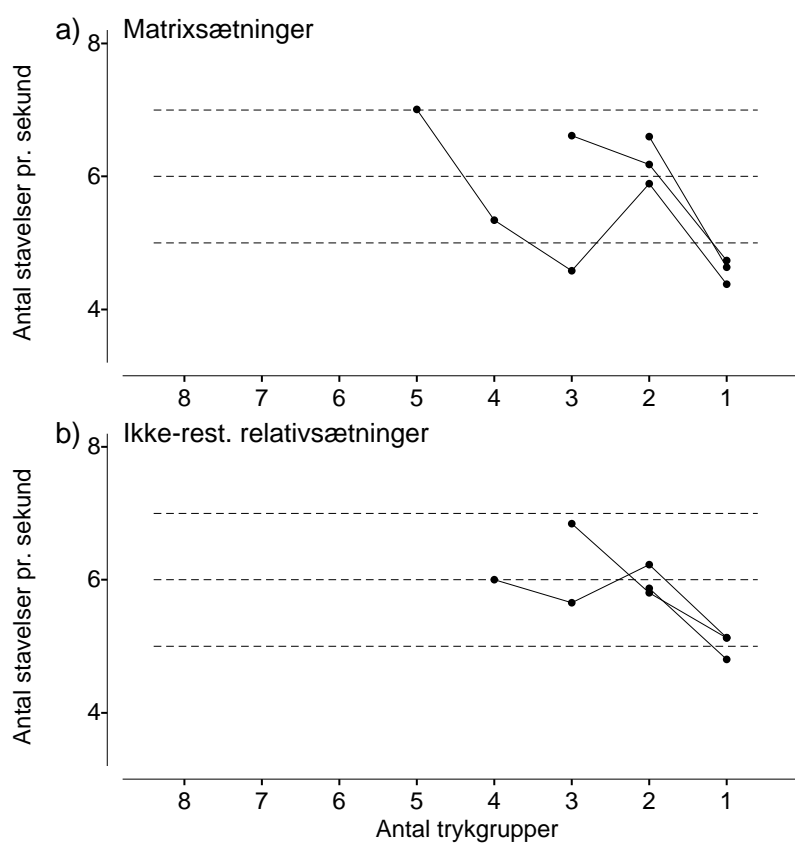 a) Matrixsætninger
Antal stavelser pr. sekund
8
6
4
8 7 6 5 4 3 2 1
b) Ikke-rest. relativsætninger
Antal stavelser pr. sekund
8
6
4
8 7 6 5 4 3 2 1
Antal trykgrupper